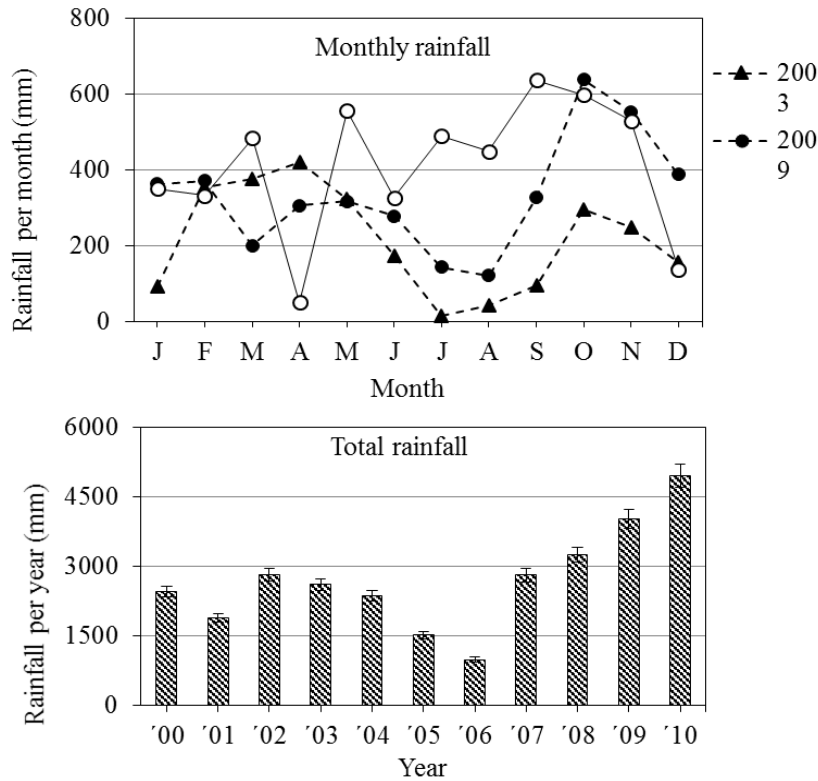 800
600
400
200
0
Rainfall per month (mm)
Monthly rainfall
200
3
200
9
J F M A M J J A S O N D
Month
6000
4500
3000
1500
0
Rainfall per year (mm)
Total rainfall
´00 ´01 ´02 ´03 ´04 ´05 ´06 ´07 ´08 ´09 ´10
Year